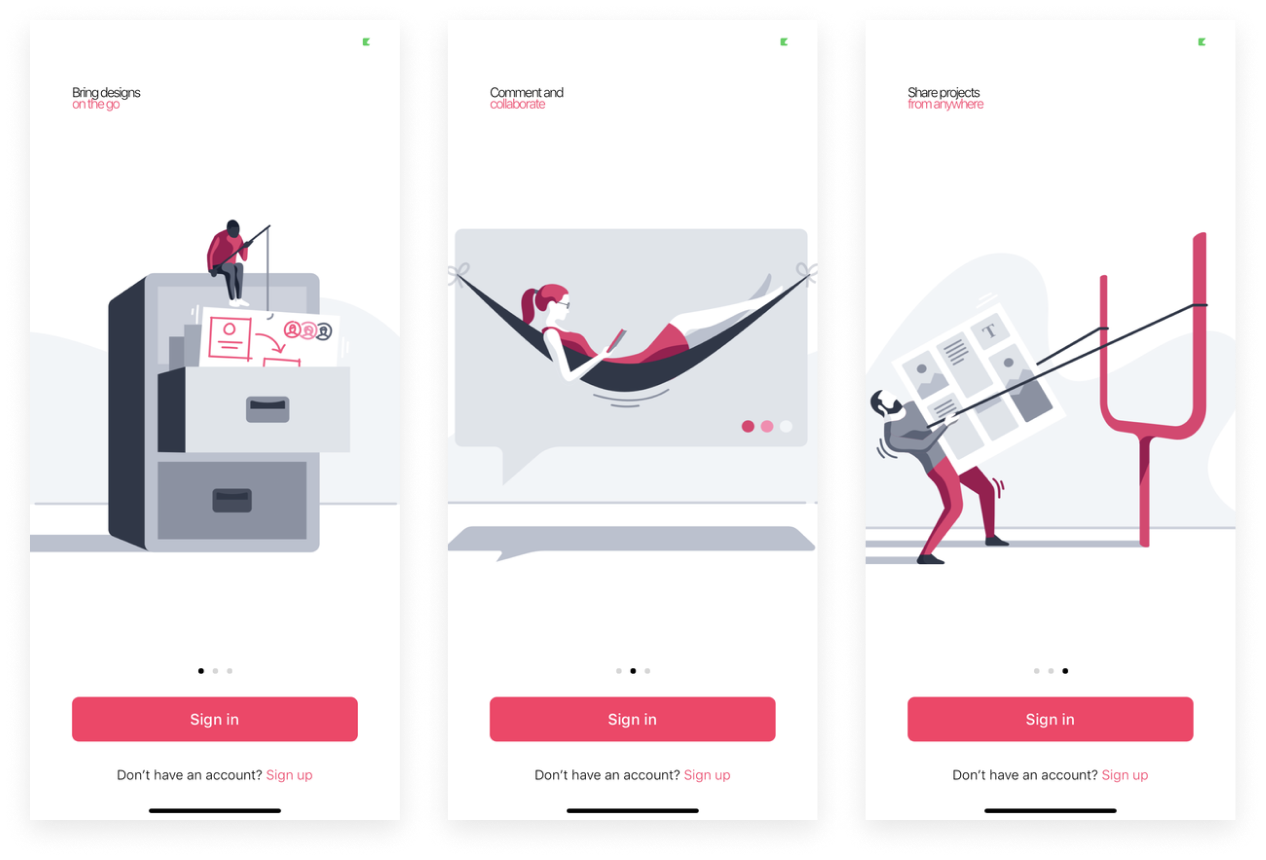 Bring designs
on the go
Sign in
Don't have an account? Sign up
Comment and
collaborate
Sign in
Don't have an account? Sign up
Share projects
from anywhere
T
Sign in
Don't have an account? Sign up